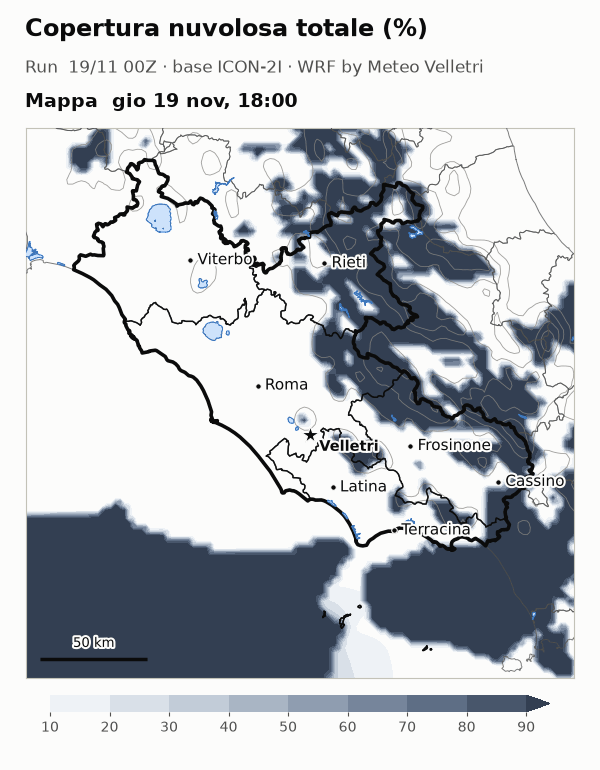 Copertura nuvolosa totale (%)
Run  19/11 00Z · base ICON-2I · WRF by Meteo Velletri
Mappa  gio 19 nov, 18:00
Viterbo
Rieti
Roma
Velletri
Frosinone
Latina
Cassino
Terracina
50 km
10 20 30 40 50 60 70 80 90